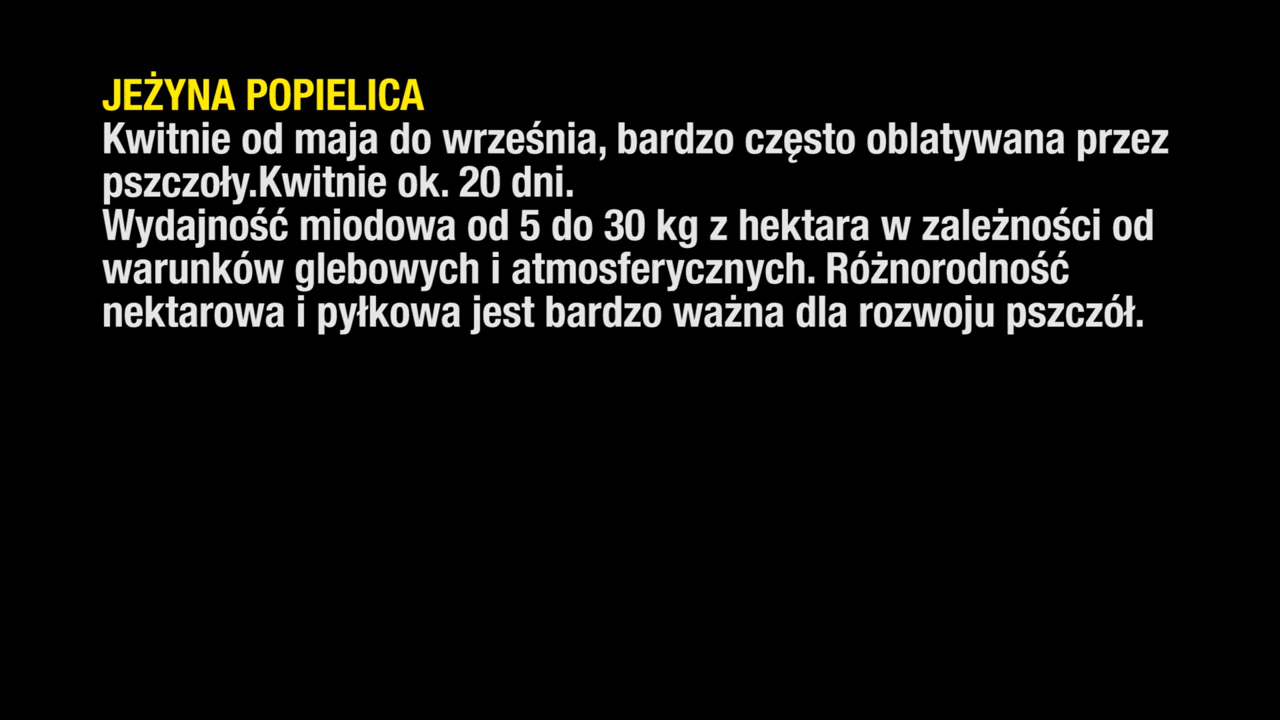 JEŻYNA POPIELICA
Kwitnie od maja do września, bardzo często oblatywana przez
pszczoły.Kwitnie ok. 20 dni.
Wydajność miodowa od 5 do 30 kg z hektara w zależności od
warunków glebowych i atmosferycznych. Różnorodność
nektarowa i pyłkowa jest bardzo ważna dla rozwoju pszczół.